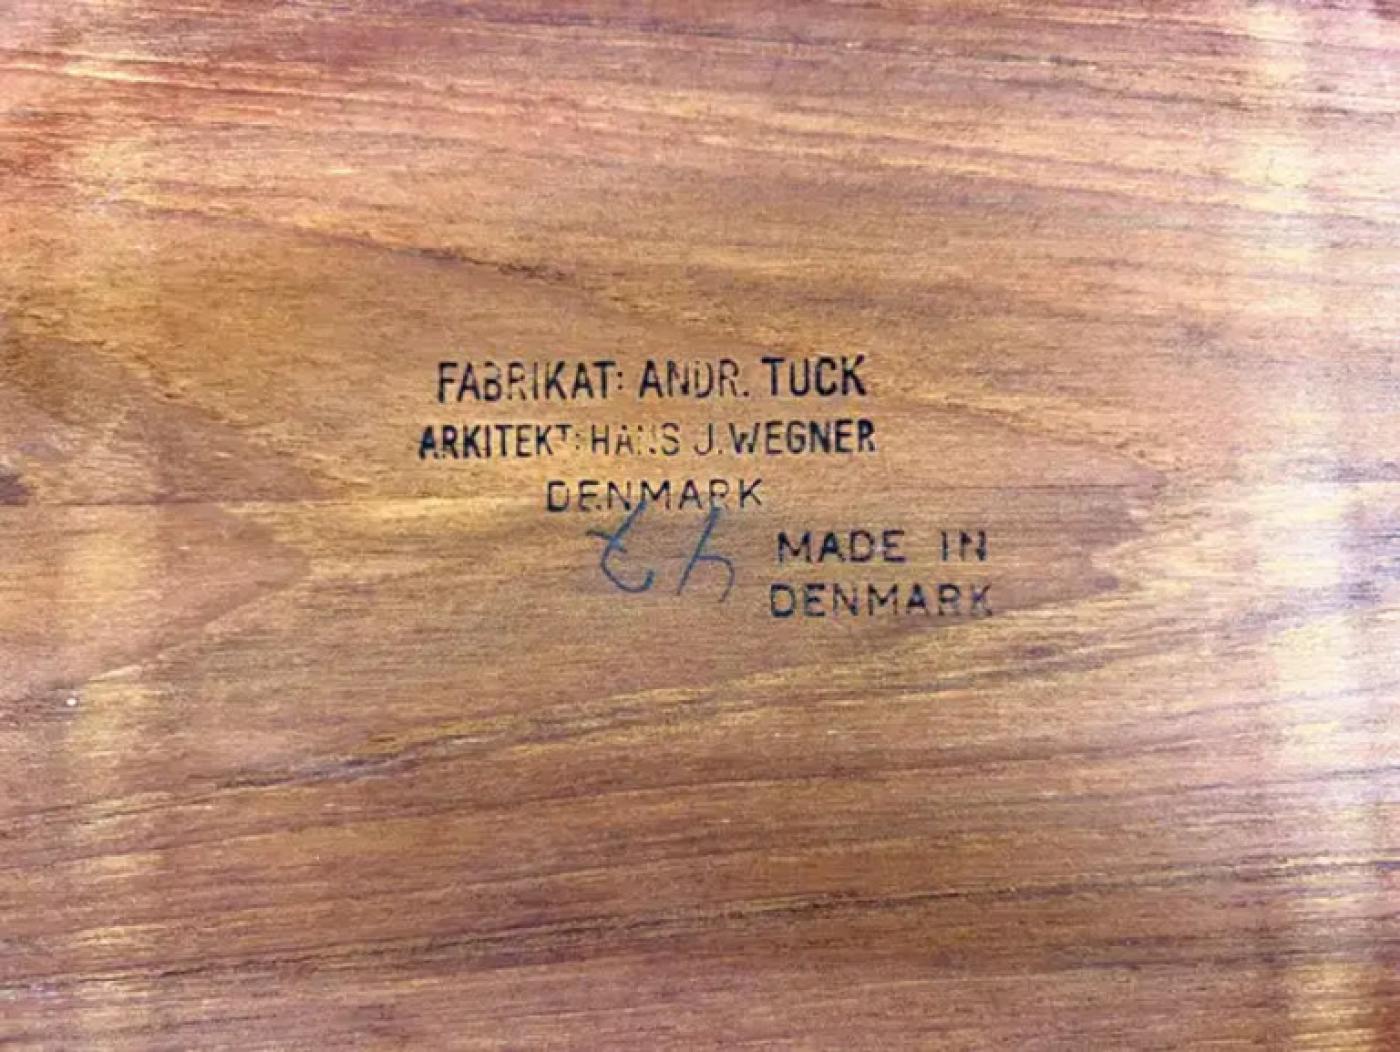 FABRIKAT: ANDR. TUCK
ARKITEKT: HANS J. WEGNER
DENMARK
MADE IN
DENMARK